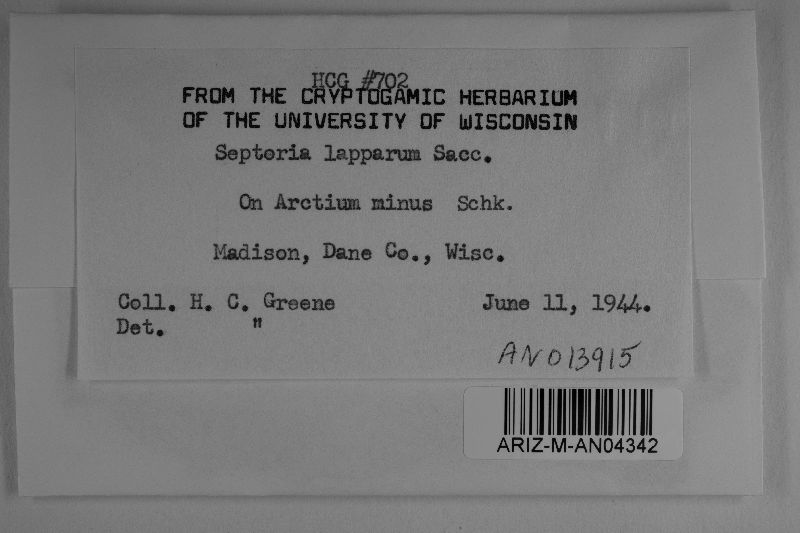 HCG #702
FROM THE CRYPTOGAMIC HERBARIUM
OF THE UNIVERSITY OF WISCONSIN
Septoria lapparum Sacc.
On Arctium minus Schk.
Madison, Dane Co., Wisc.
Coll. H. C. Greene June 11, 1944.
Det. "
AN013915
ARIZ-M-AN04342